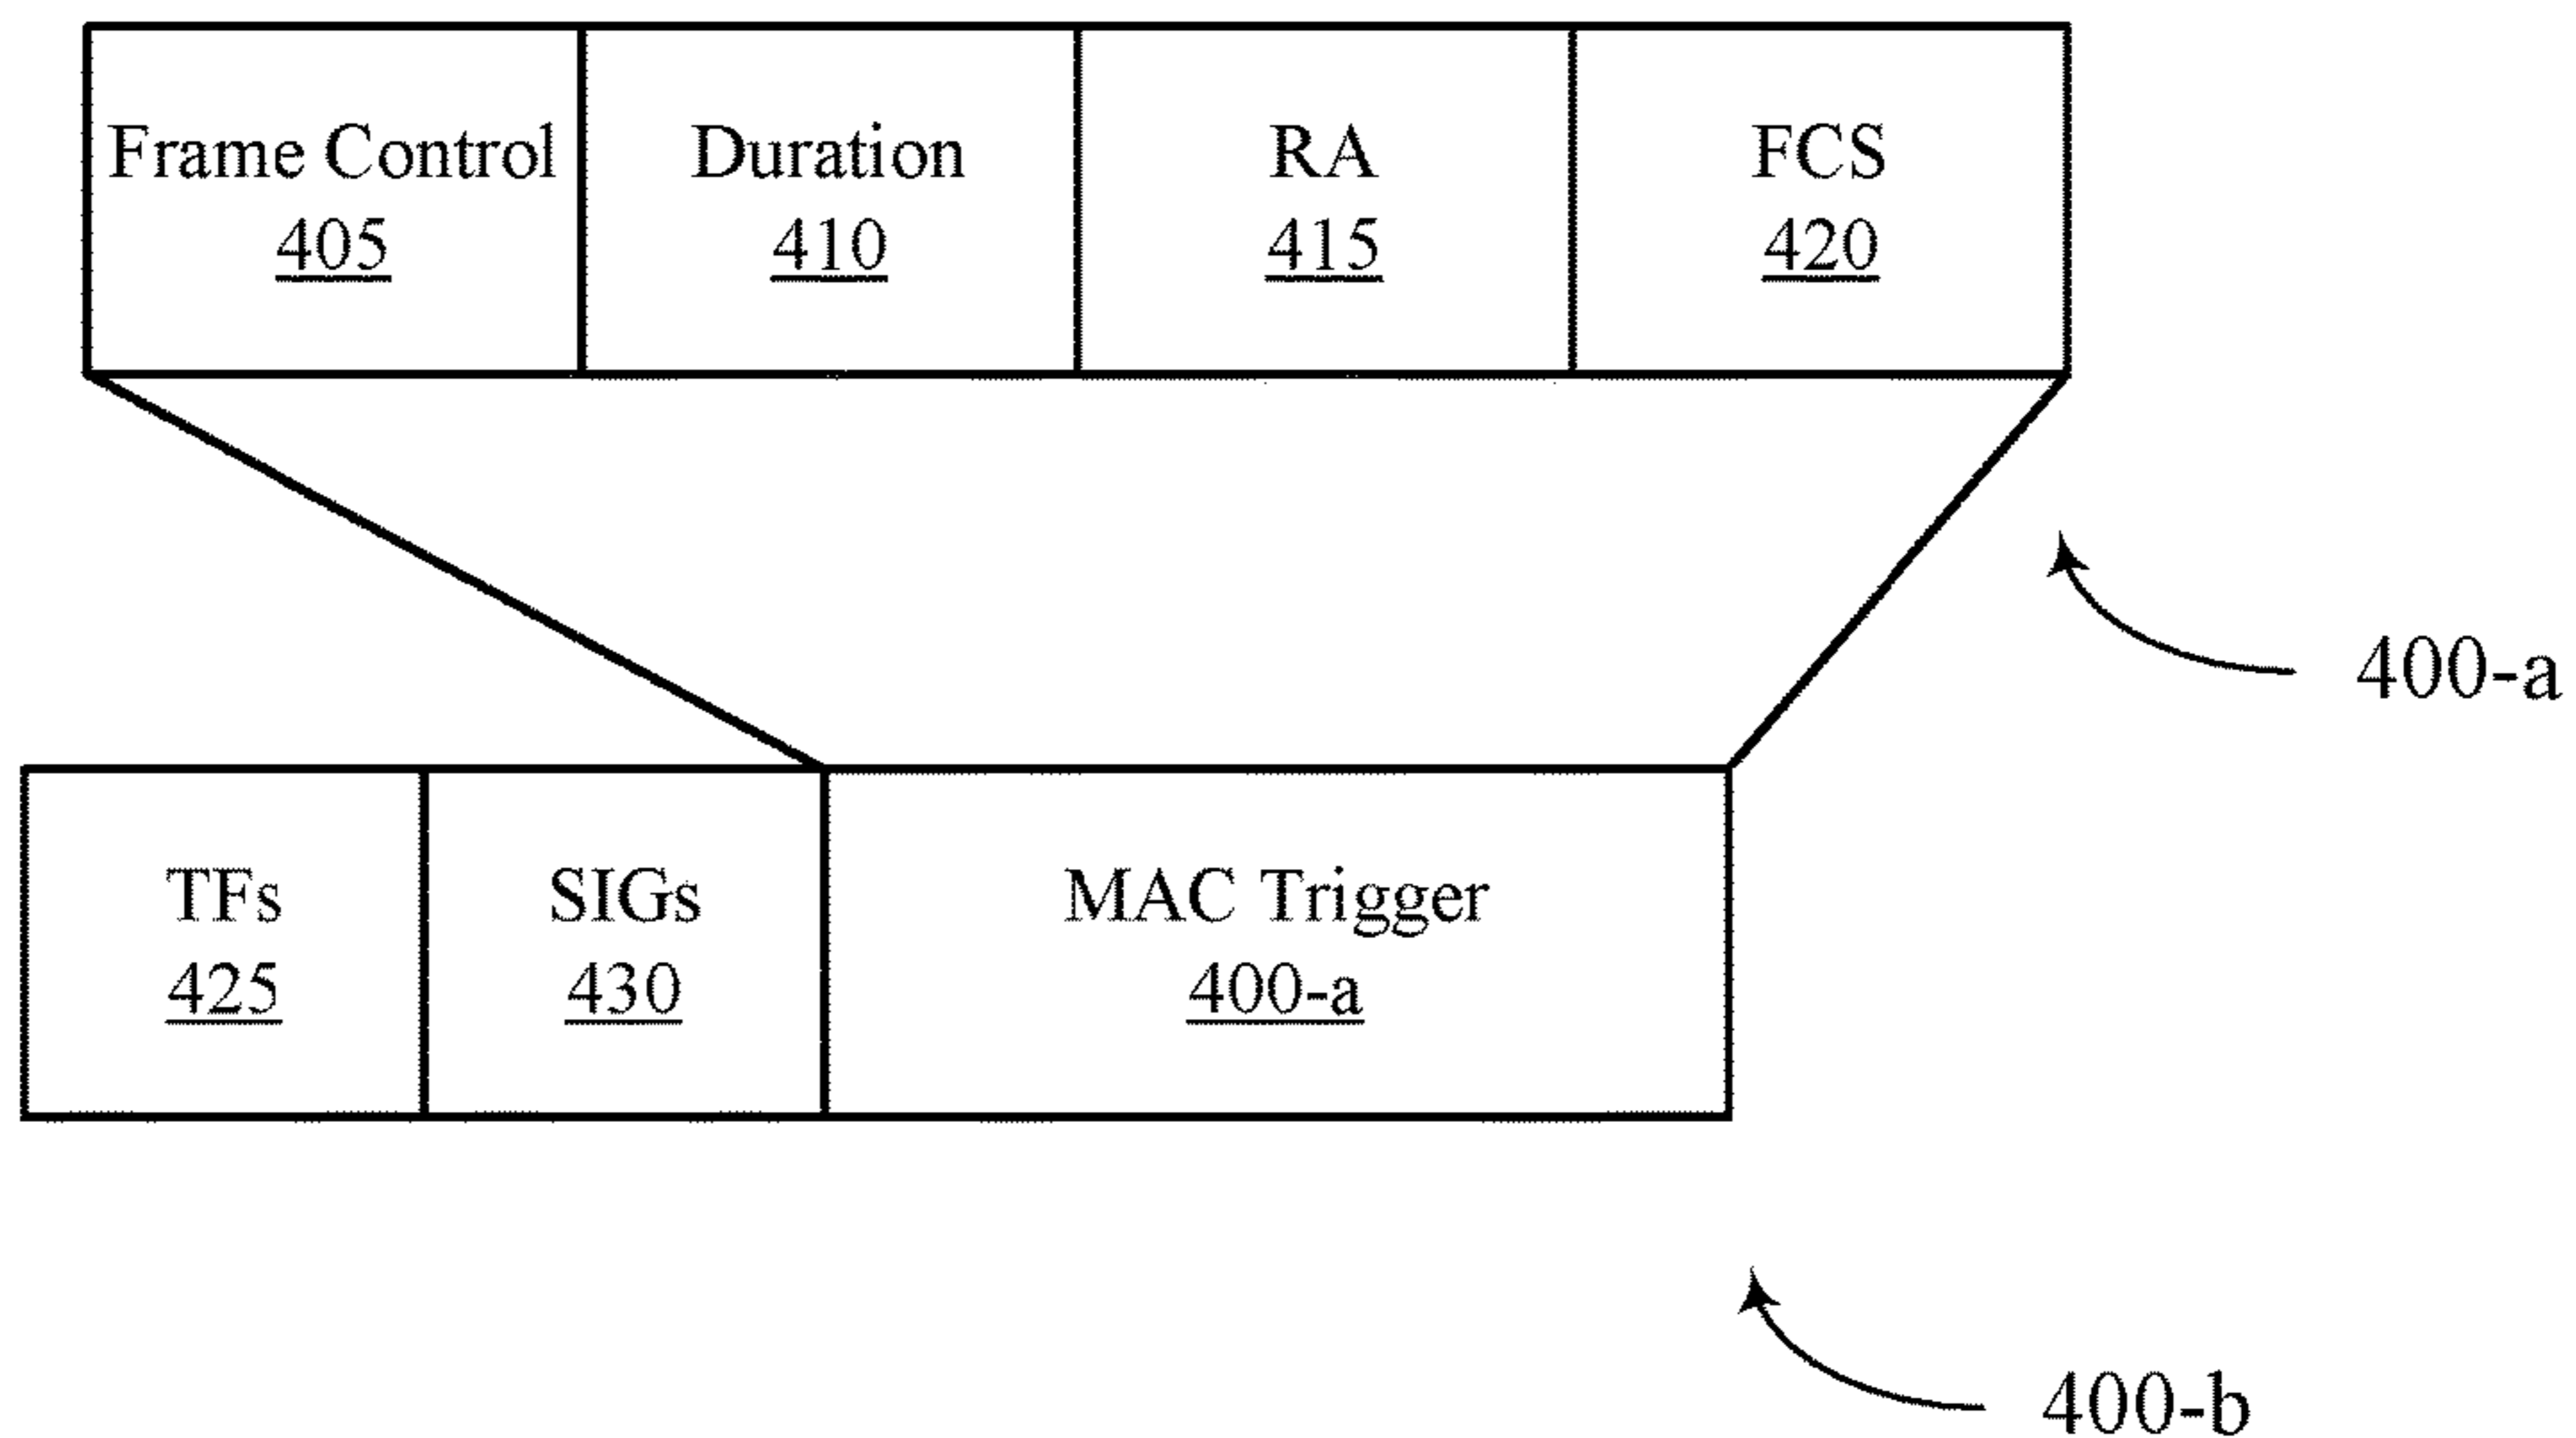 Frame Control
405
Duration
410
RA
415
FCS
420
400-a
TFs
425
SIGs
430
MAC Trigger
400-a
400-b